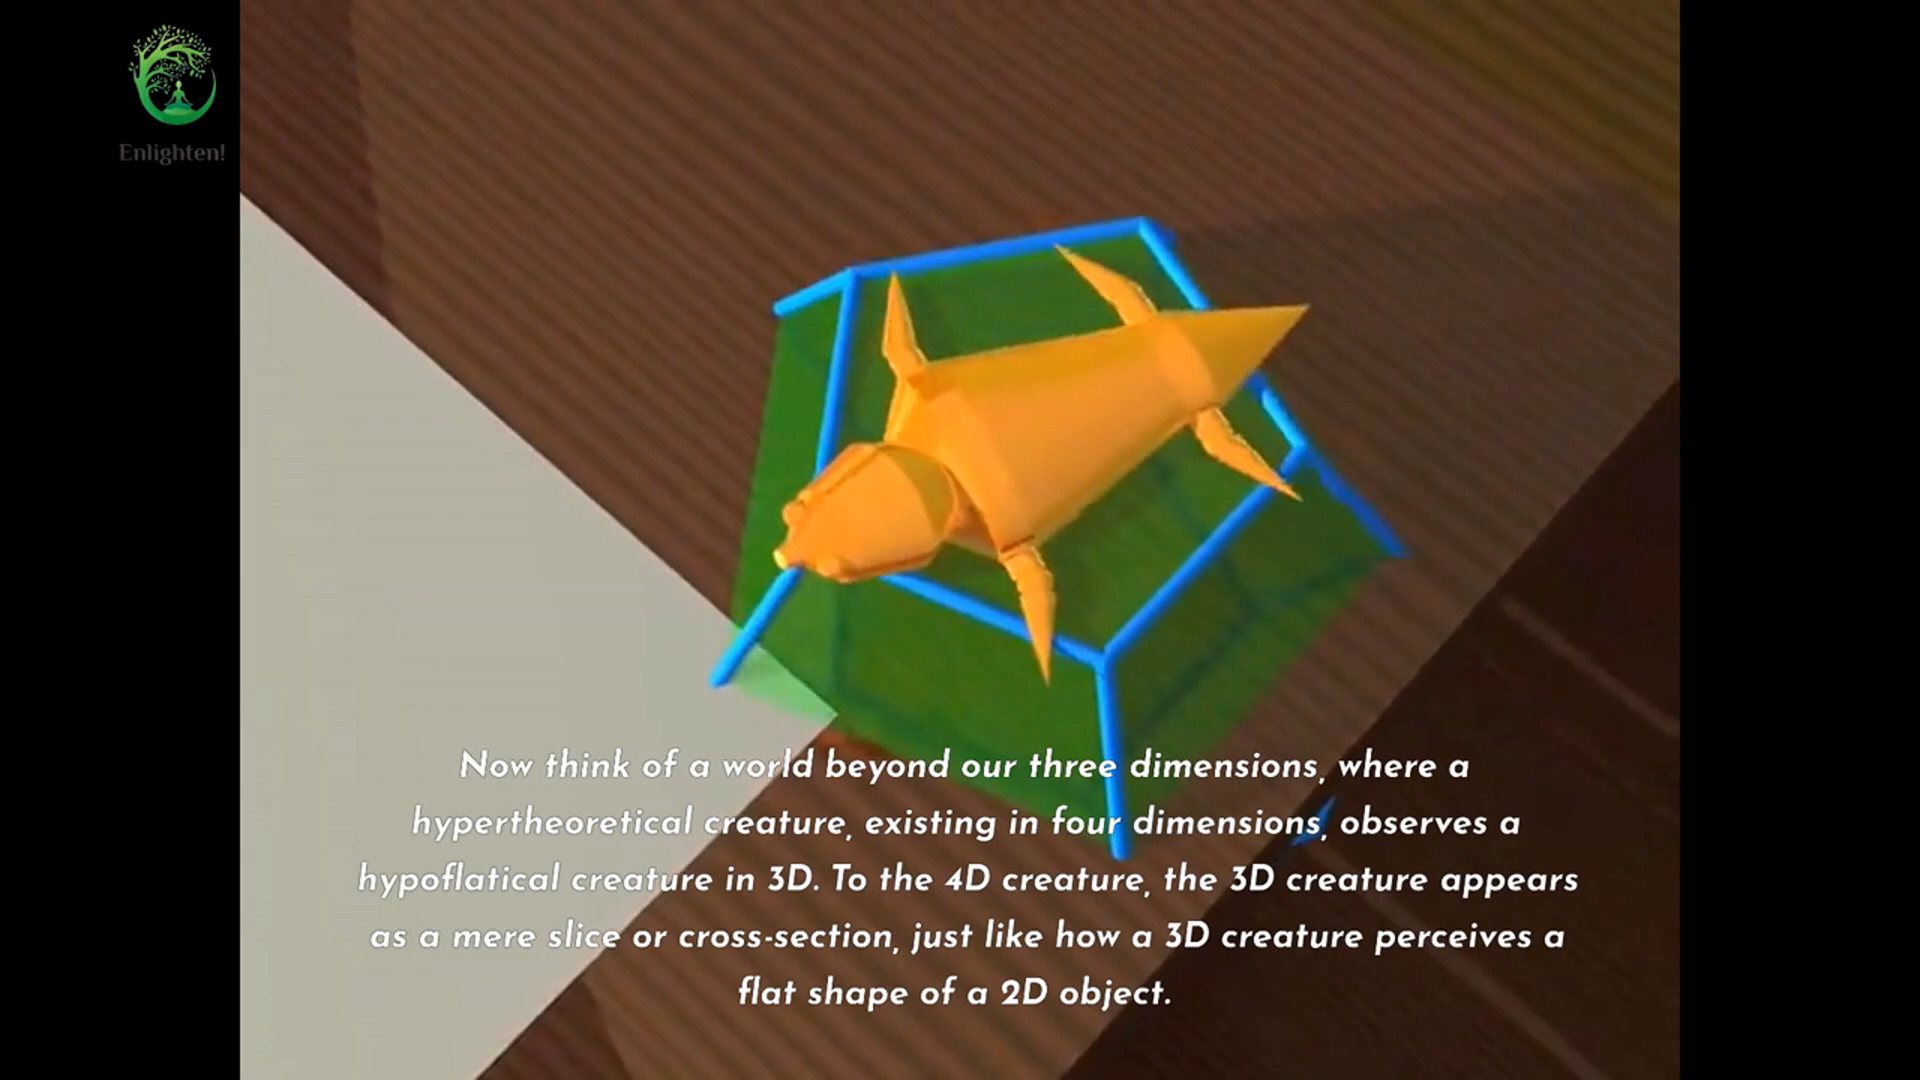 Enlighten!
Now think of a world beyond our three dimensions, where a
hypertheoretical creature, existing in four dimensions, observes a
hypoflatical creature in 3D. To the 4D creature, the 3D creature appears
as a mere slice or cross-section, just like how a 3D creature perceives a
flat shape of a 2D object.